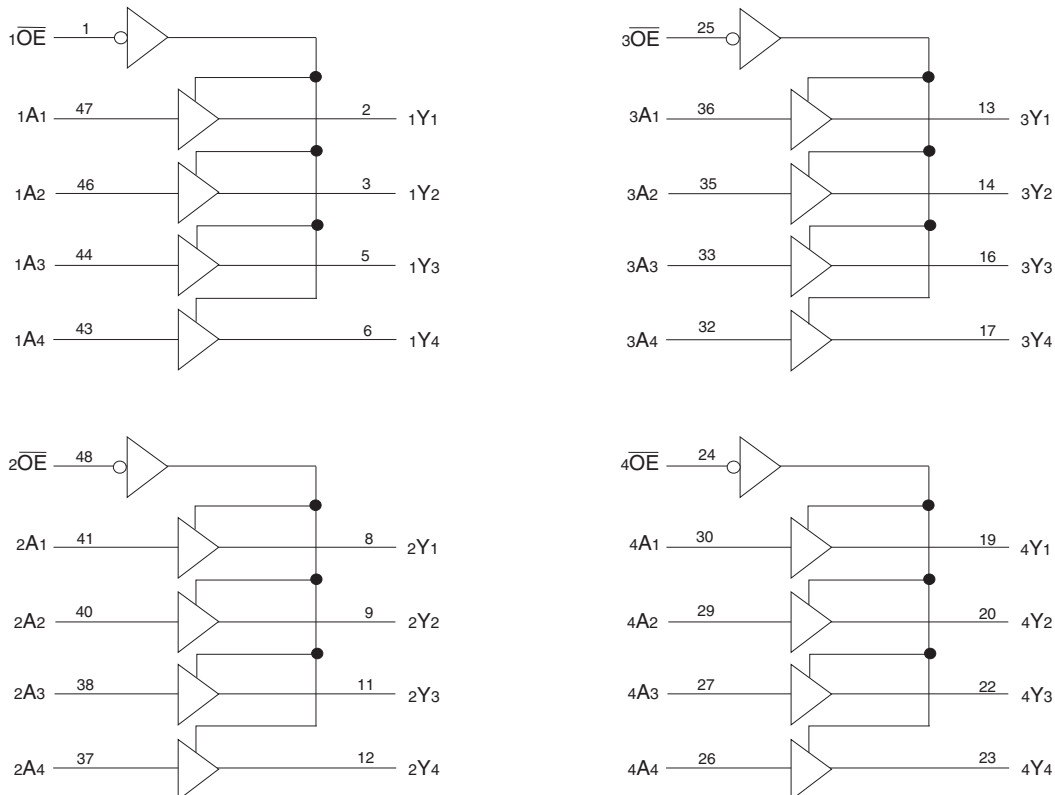 1OE 1
1A1 47 2 1Y1
1A2 46 3 1Y2
1A3 44 5 1Y3
1A4 43 6 1Y4
3OE 25
3A1 36 13 3Y1
3A2 35 14 3Y2
3A3 33 16 3Y3
3A4 32 17 3Y4
2OE 48
2A1 41 8 2Y1
2A2 40 9 2Y2
2A3 38 11 2Y3
2A4 37 12 2Y4
4OE 24
4A1 30 19 4Y1
4A2 29 20 4Y2
4A3 27 22 4Y3
4A4 26 23 4Y4